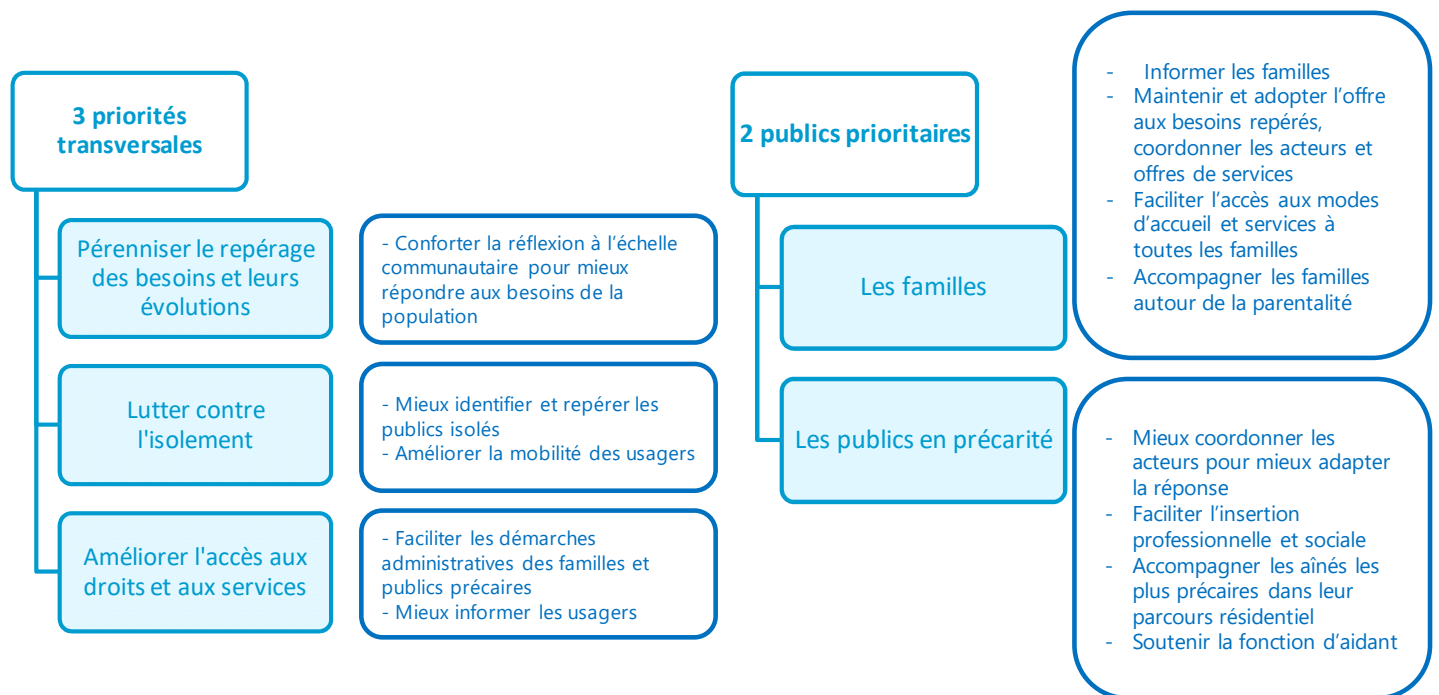 3 priorités
transversales
Pérenniser le repérage
des besoins et leurs
évolutions
- Conforter la réflexion à l'échelle
communautaire pour mieux
répondre aux besoins de la
population
Lutter contre
l'isolement
- Mieux identifier et repérer les
publics isolés
- Améliorer la mobilité des usagers
Améliorer l'accès aux
droits et aux services
- Faciliter les démarches
administratives des familles et
publics précaires
- Mieux informer les usagers
2 publics prioritaires
Les familles
- Informer les familles
- Maintenir et adopter l'offre
aux besoins repérés,
coordonner les acteurs et
offres de services
- Faciliter l'accès aux modes
d'accueil et services à
toutes les familles
- Accompagner les familles
autour de la parentalité
Les publics en précarité
- Mieux coordonner les
acteurs pour mieux adapter
la réponse
- Faciliter l'insertion
professionnelle et sociale
- Accompagner les aînés les
plus précaires dans leur
parcours résidentiel
- Soutenir la fonction d'aidant